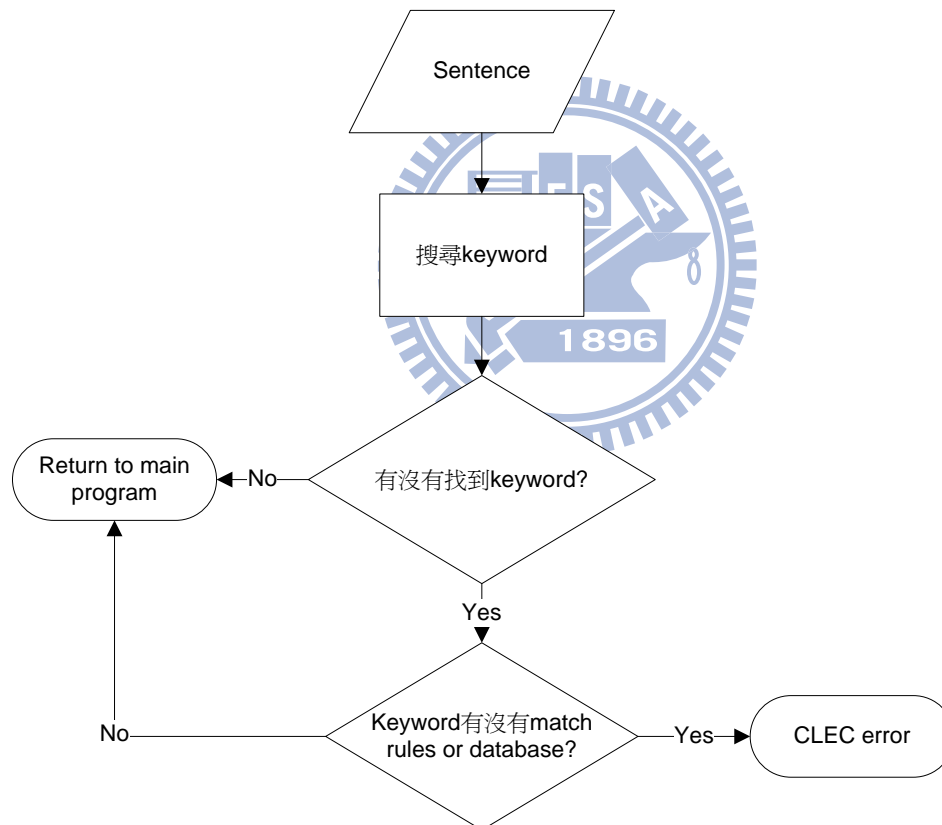 Sentence
E S A
搜尋keyword
1896
有沒有找到keyword?
Return to main
program
No
Yes
Keyword有沒有match
rules or database?
No
Yes
CLEC error